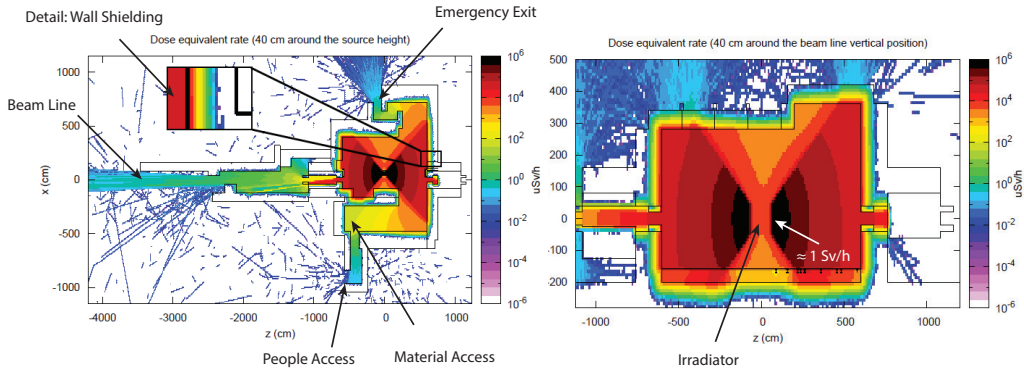 Detail: Wall Shielding
Emergency Exit
Beam Line
Dose equivalent rate (40 cm around the source height)
1000
500
0
-500
-1000
x (cm)
-4000
-3000
-2000
-1000
0
1000
z (cm)
10^6
10^4
10^2
10^0
10^-2
10^-4
10^-6
uSv/h
People Access
Material Access
Dose equivalent rate (40 cm around the beam line vertical position)
500
400
300
200
100
0
-100
-200
≈ 1 Sv/h
-1000
-500
0
500
1000
z (cm)
10^6
10^4
10^2
10^0
10^-2
10^-4
10^-6
uSv/h
uSv/h
Irradiator